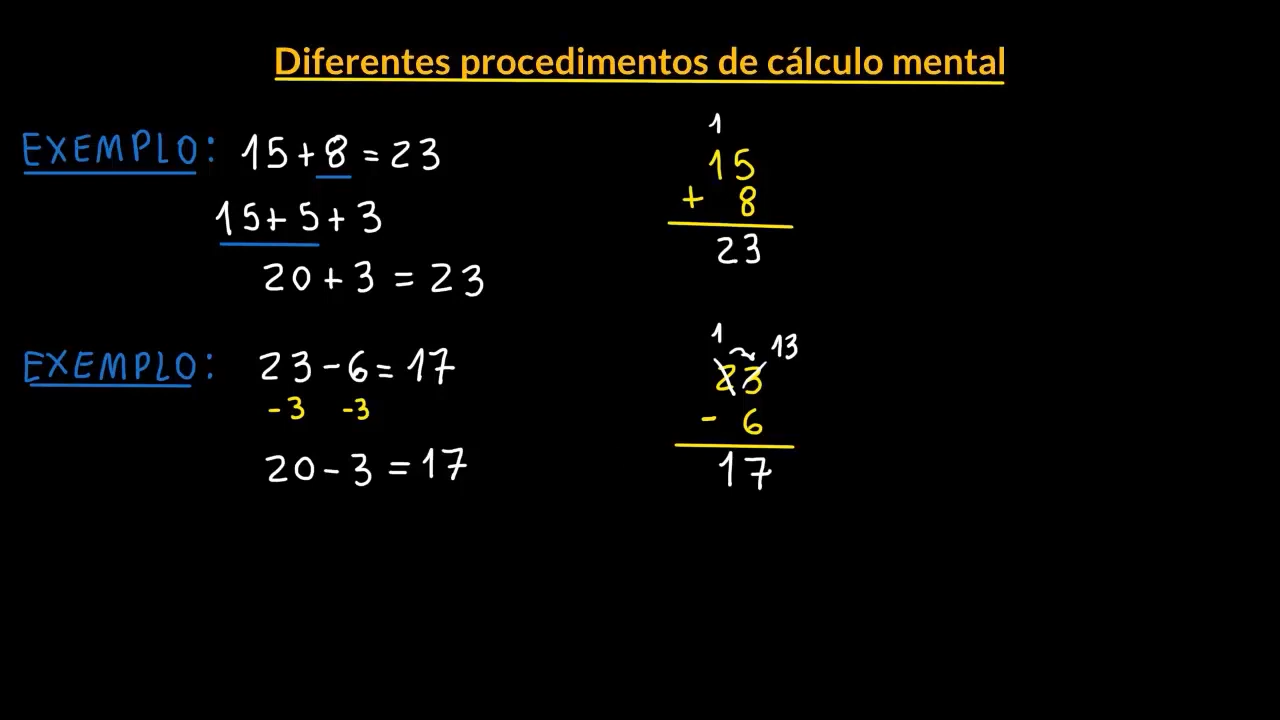 Diferentes procedimentos de cálculo mental
EXEMPLO: 15 + 8 = 23
15 + 5 + 3
20 + 3 = 23
1
15
+ 8
23
EXEMPLO: 23 - 6 = 17
-3 -3
20 - 3 = 17
1 13
23
- 6
17